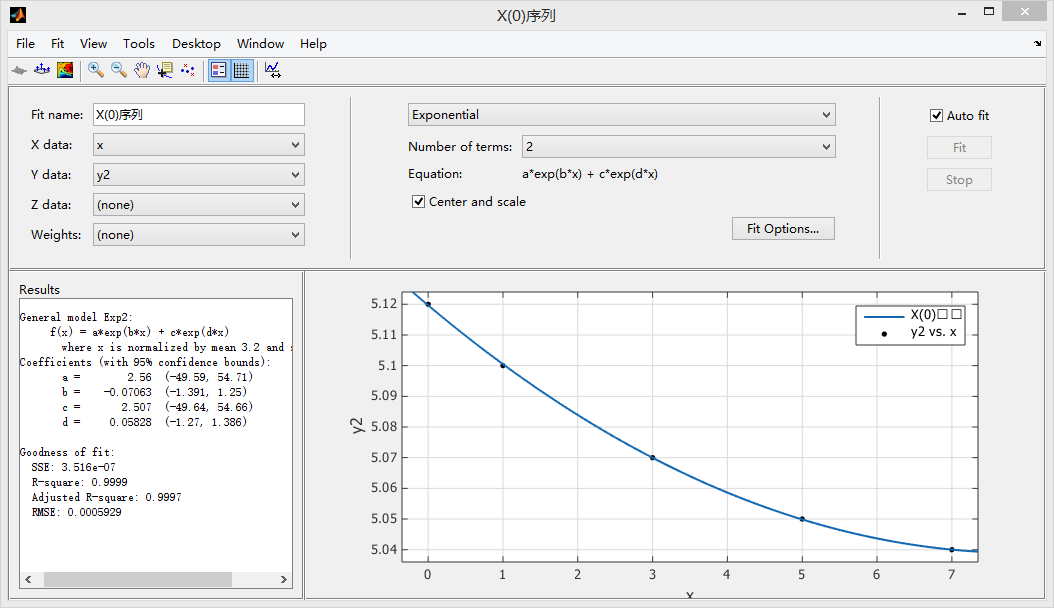 X(0)序列
File Fit View Tools Desktop Window Help
Fit name: X(0)序列
X data: x
Y data: y2
Z data: (none)
Weights: (none)
Exponential
Number of terms: 2
Equation: a*exp(b*x) + c*exp(d*x)
Center and scale
Fit Options...
Auto fit
Fit
Stop
Results
General model Exp2:
f(x) = a*exp(b*x) + c*exp(d*x)
where x is normalized by mean 3.2 and
Coefficients (with 95% confidence bounds):
a = 2.56 (-49.59, 54.71)
b = -0.07063 (-1.391, 1.25)
c = 2.507 (-49.64, 54.66)
d = 0.05828 (-1.27, 1.386)
Goodness of fit:
SSE: 3.516e-07
R-square: 0.9999
Adjusted R-square: 0.9997
RMSE: 0.0005929
5.12
5.11
5.1
5.09
5.08
5.07
5.06
5.05
5.04
y2
0 1 2 3 4 5 6 7
x
X(0)□□
y2 vs. x